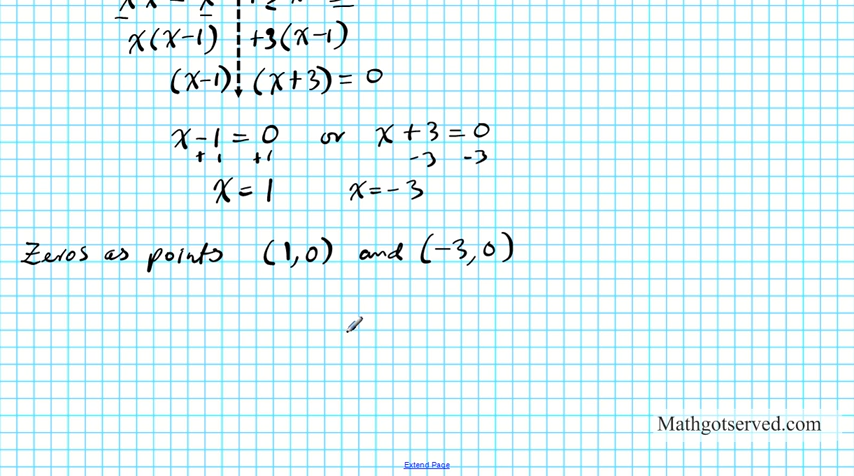 x(x-1) +3(x-1)
(x-1) (x+3) = 0
x-1=0 or x+3=0
+1 +1 -3 -3
x=1 x=-3
Zeros as points (1,0) and (-3,0)
Mathgotserved.com
Extend Page